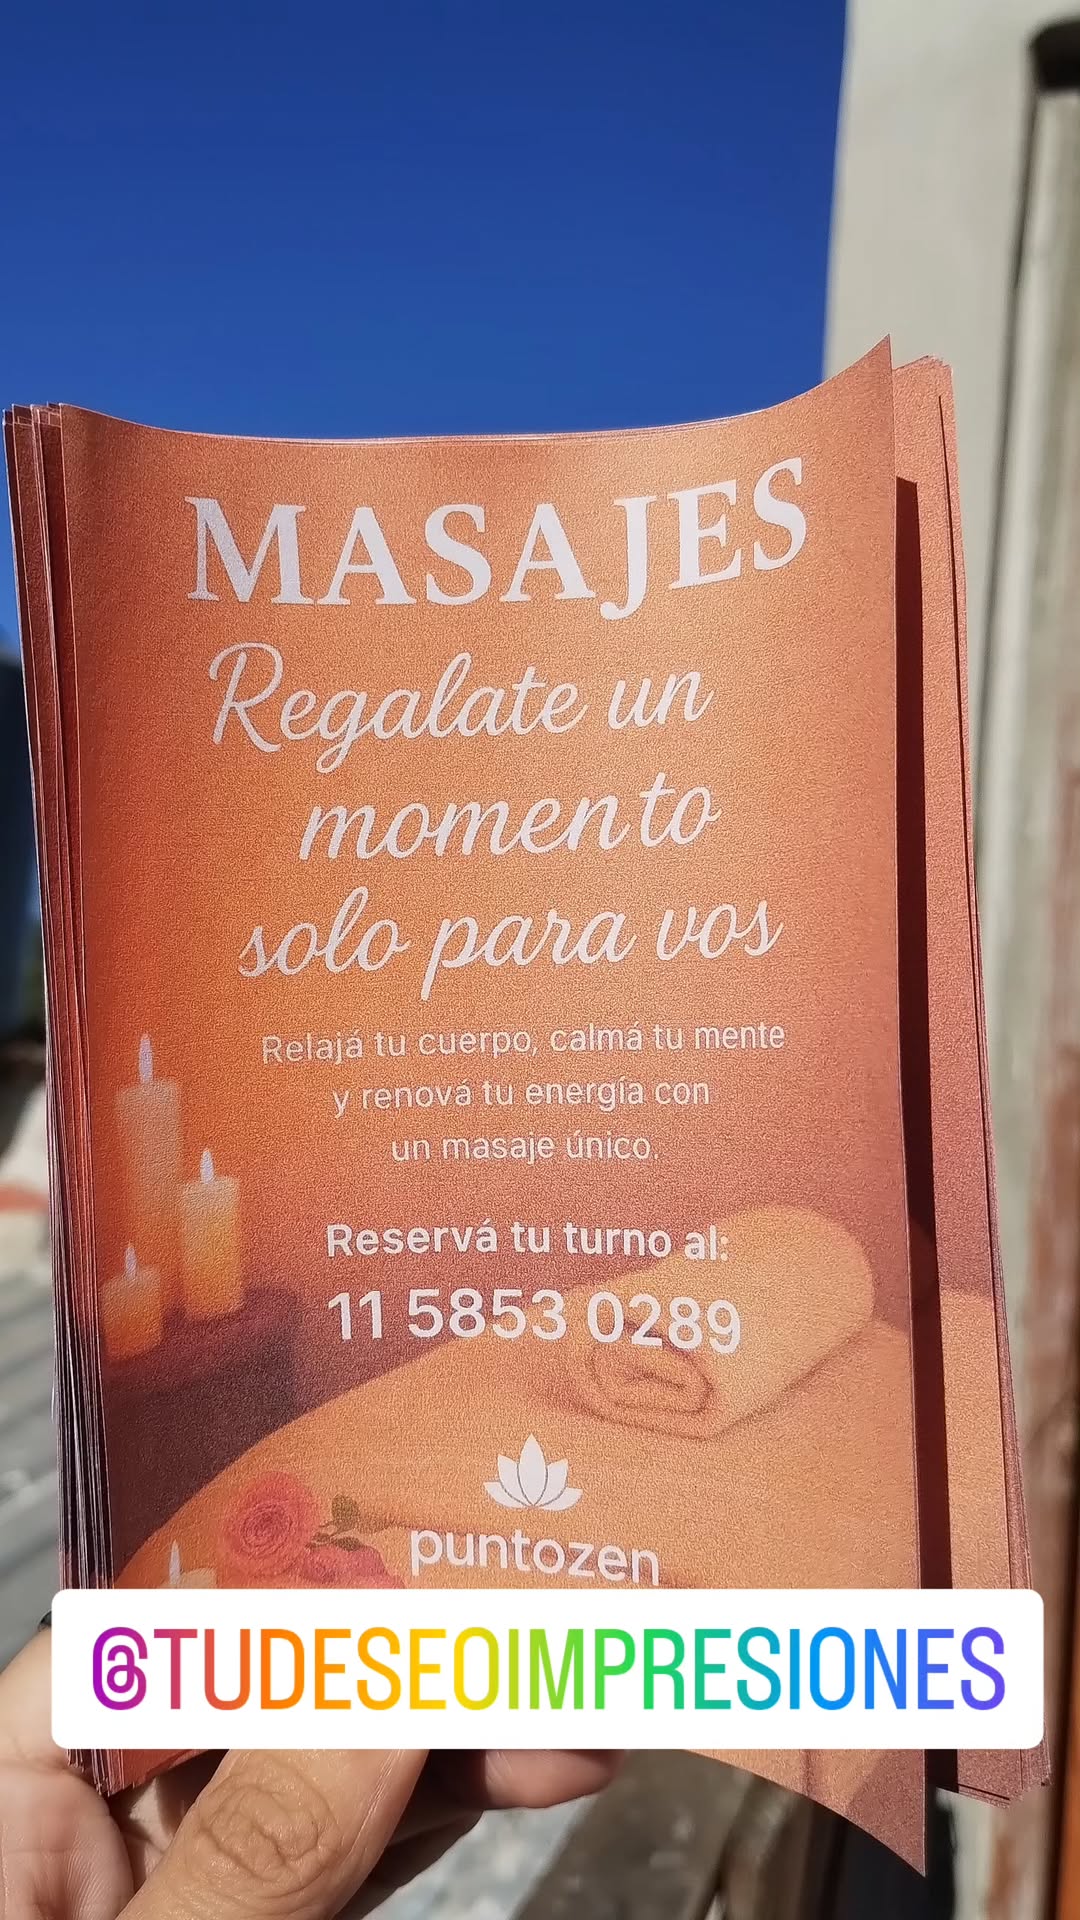 MASAJES
Regalate un
momento
solo para vos
Relajá tu cuerpo, calmá tu mente
y renová tu energía con
un masaje único.
Reservá tu turno al:
11 5853 0289
puntozen
@TUDESEOIMPRESIONES